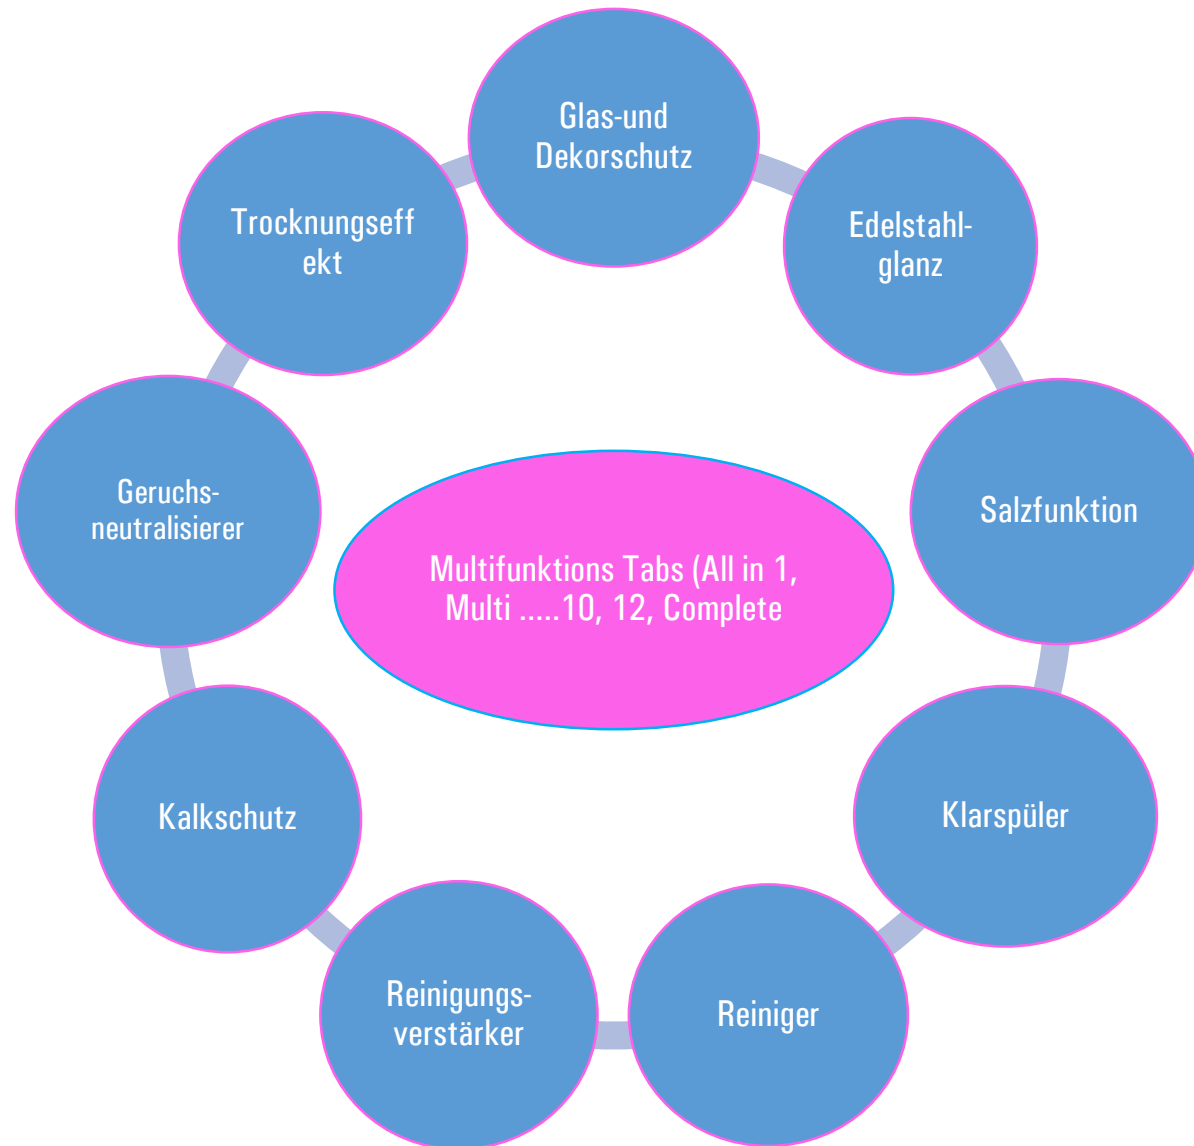 Glas-und
Dekorschutz
Edelstahl-
glanz
Salzfunktion
Klarspüler
Reiniger
Reinigungs-
verstärker
Kalkschutz
Geruchs-
neutralisierer
Trocknungseff
ekt
Multifunktions Tabs (All in 1,
Multi .....10, 12, Complete